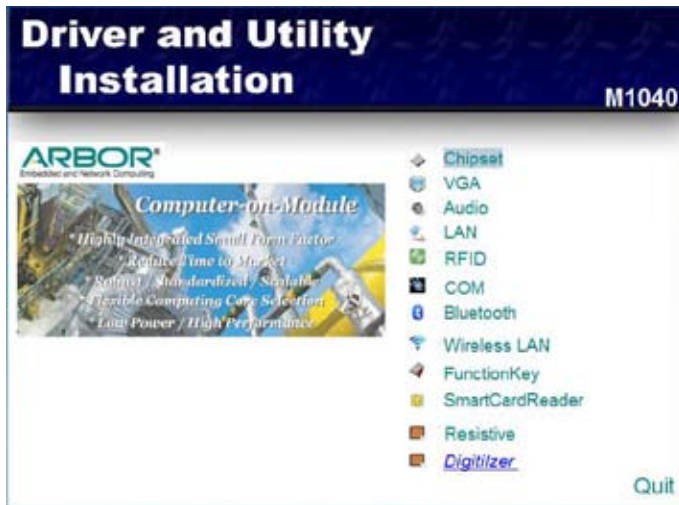 Driver and Utility
Installation
M1040
ARBOR®
Embedded and Network Computing
Computer-on-Module
*Highly Integrated Small Form Factor
*Reduce Time to Market
*Robust / Standardized / Scalable
*Flexible Computing Core Selection
*Low Power / High Performance
Chipset
VGA
Audio
LAN
RFID
COM
Bluetooth
Wireless LAN
FunctionKey
SmartCardReader
Resistive
Digitilzer
Quit